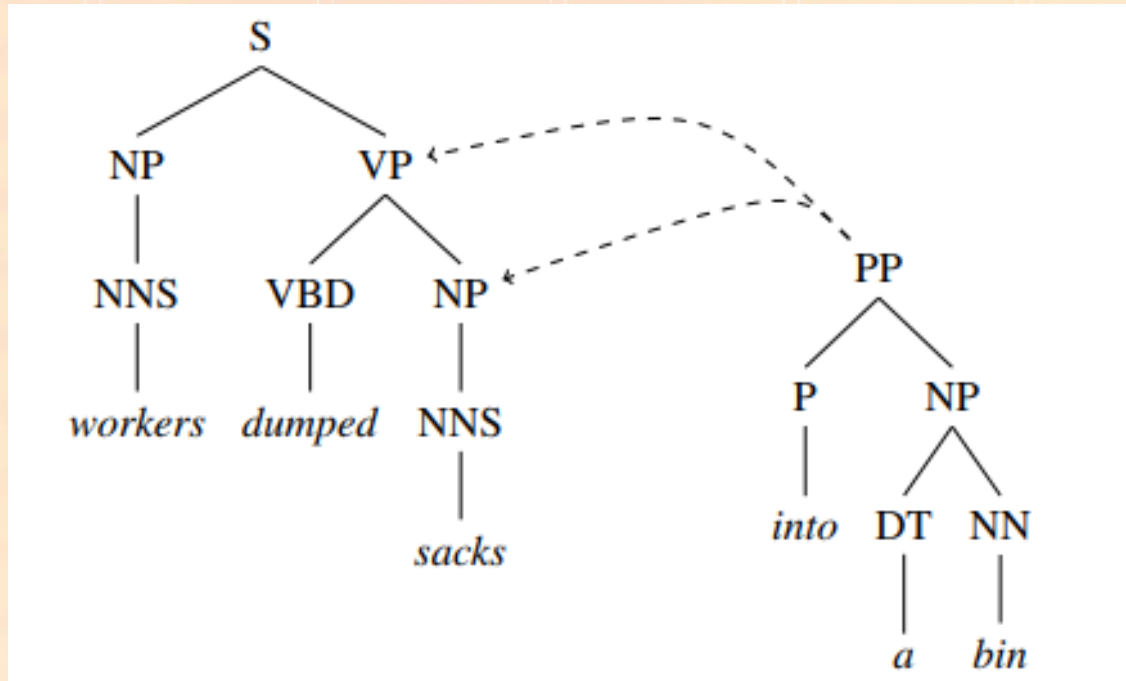 S
NP VP
PP
NNS VBD NP
P NP
workers dumped NNS
into DT NN
sacks
a bin